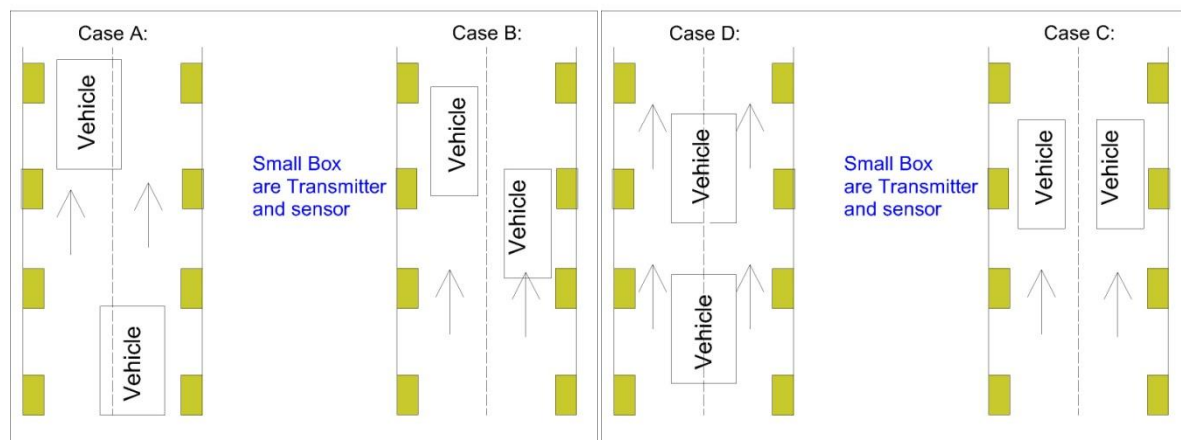 Case A:
Vehicle
Vehicle
Small Box
are Transmitter
and sensor
Case B:
Vehicle
Vehicle
Case D:
Vehicle
Vehicle
Small Box
are Transmitter
and sensor
Case C:
Vehicle
Vehicle